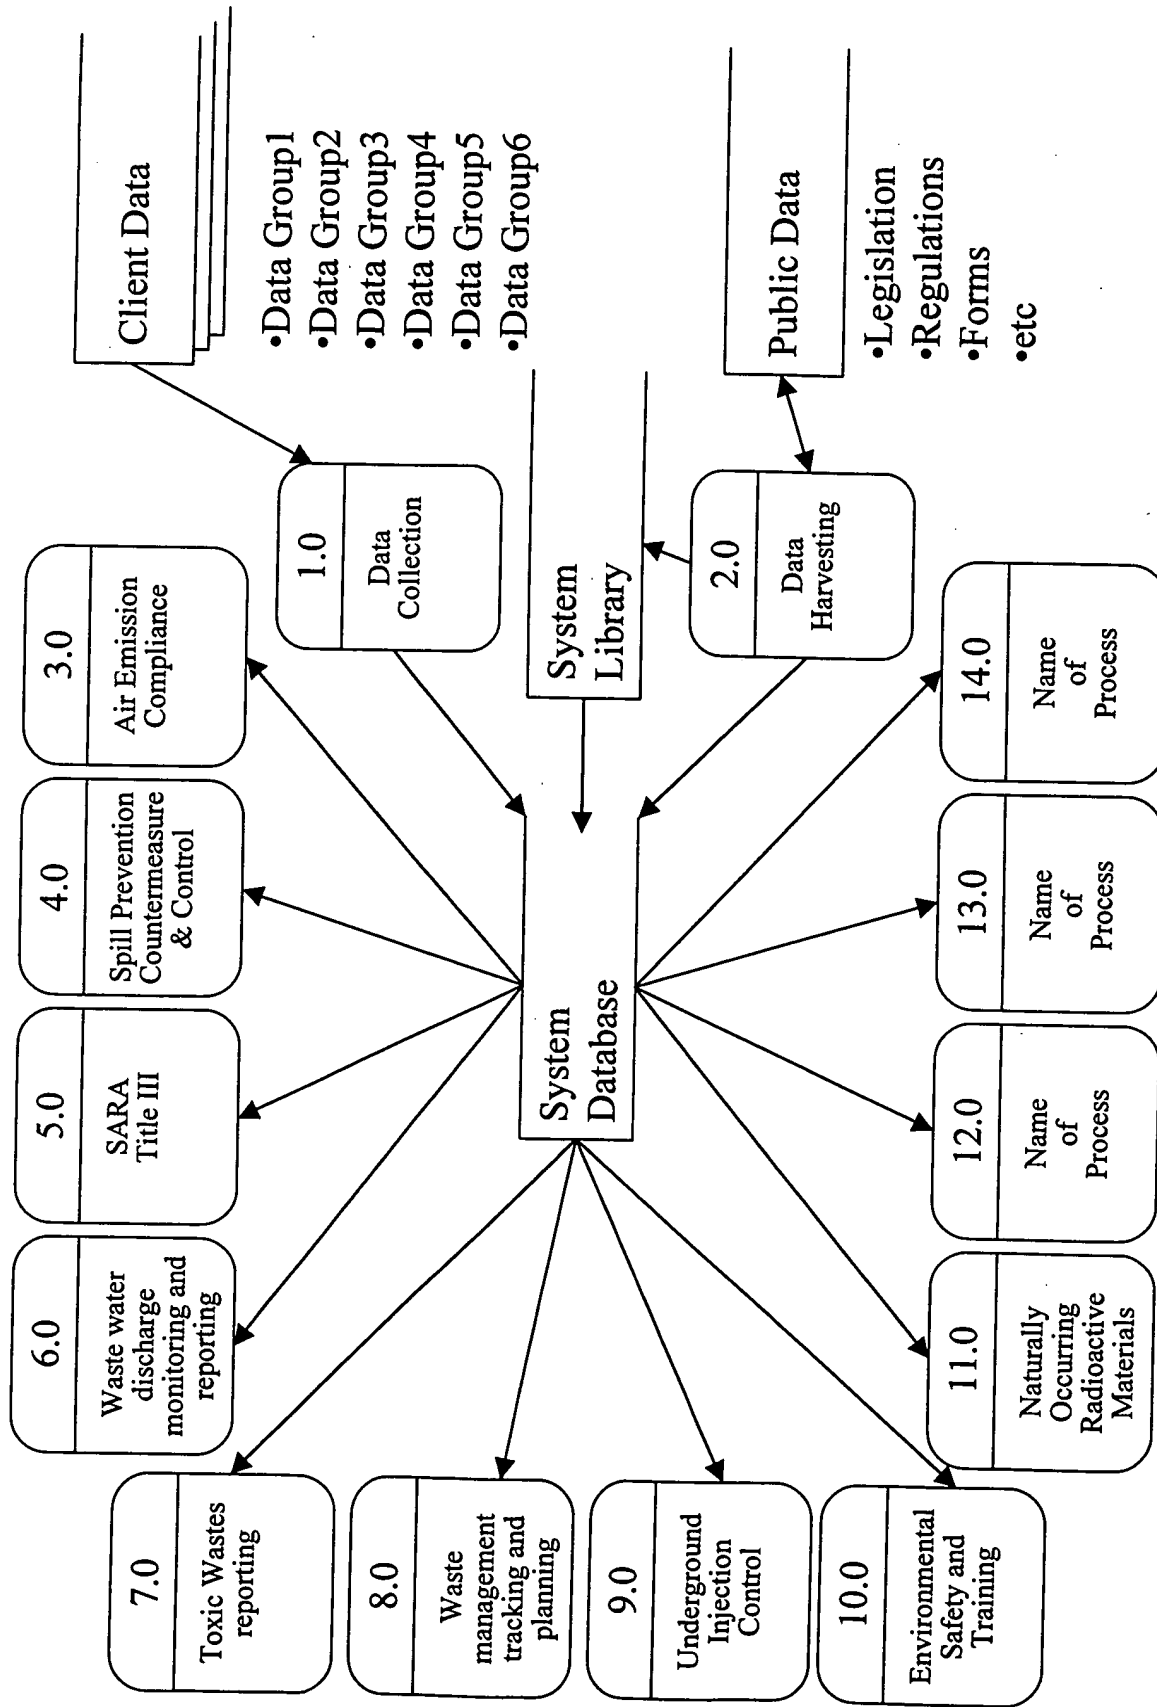 Client Data
•Data Group1
•Data Group2
•Data Group3
•Data Group4
•Data Group5
•Data Group6
Public Data
•Legislation
•Regulations
•Forms
•etc
1.0
Data
Collection
System
Library
2.0
Data
Harvesting
3.0
Air Emission
Compliance
4.0
Spill Prevention
Countermeasure
& Control
5.0
SARA
Title III
6.0
Waste water
discharge
monitoring and
reporting
7.0
Toxic Wastes
reporting
8.0
Waste
management
tracking and
planning
9.0
Underground
Injection
Control
10.0
Environmental
Safety and
Training
11.0
Naturally
Occurring
Radioactive
Materials
12.0
Name
of
Process
13.0
Name
of
Process
14.0
Name
of
Process
System
Database